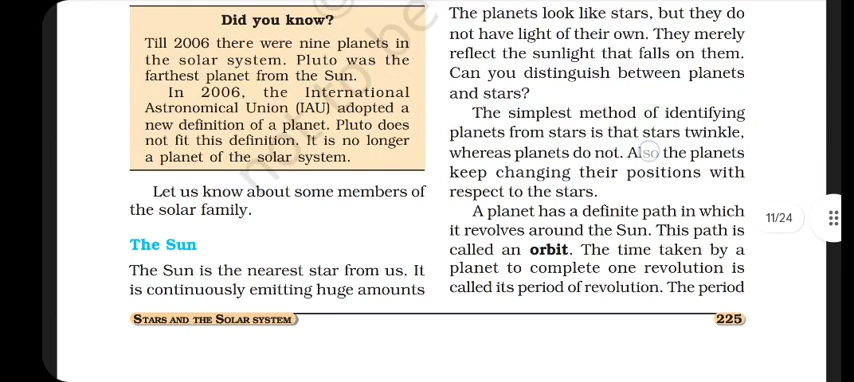 Did you know?
Till 2006 there were nine planets in
the solar system. Pluto was the
farthest planet from the Sun.
In 2006, the International
Astronomical Union (IAU) adopted a
new definition of a planet. Pluto does
not fit this definition. It is no longer
a planet of the solar system.
Let us know about some members of
the solar family.
The Sun
The Sun is the nearest star from us. It
is continuously emitting huge amounts
The planets look like stars, but they do
not have light of their own. They merely
reflect the sunlight that falls on them.
Can you distinguish between planets
and stars?
The simplest method of identifying
planets from stars is that stars twinkle,
whereas planets do not. Also the planets
keep changing their positions with
respect to the stars.
A planet has a definite path in which
it revolves around the Sun. This path is
called an orbit. The time taken by a
planet to complete one revolution is
called its period of revolution. The period
11/24
STARS AND THE SOLAR SYSTEM
225
not to be